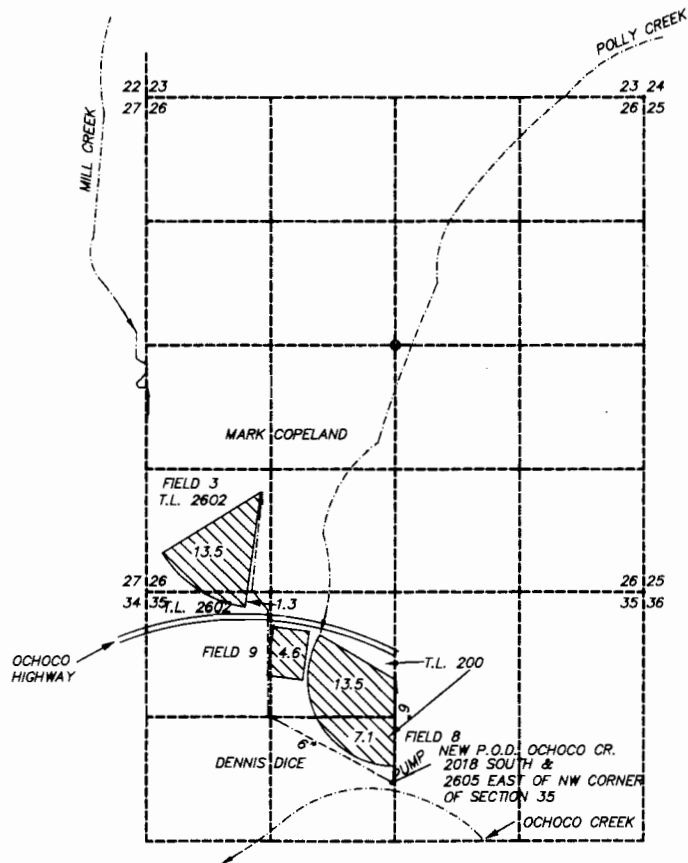 POLLY CREEK
22 23
27 26
23 24
26 25
MILL CREEK
MARK COPELAND
FIELD 3
T.L. 2602
13.5
27 26
34 35
T.L. 2602
1.3
26 25
35 36
OCHOCO
HIGHWAY
FIELD 9
4.6
T.L. 200
13.5
6"
7.1
FIELD 8
6"
DENNIS DICE
PUMP
NEW P.O.D. OCHOCO CR.
2018 SOUTH &
2605 EAST OF NW CORNER
OF SECTION 35
OCHOCO CREEK